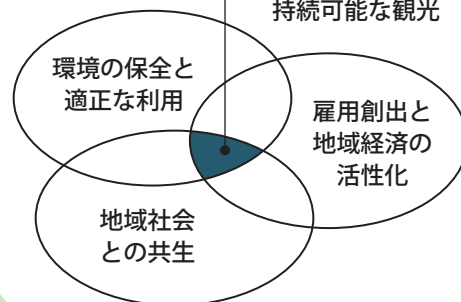 持続可能な観光
環境の保全と
適正な利用
雇用創出と
地域経済の
活性化
地域社会
との共生